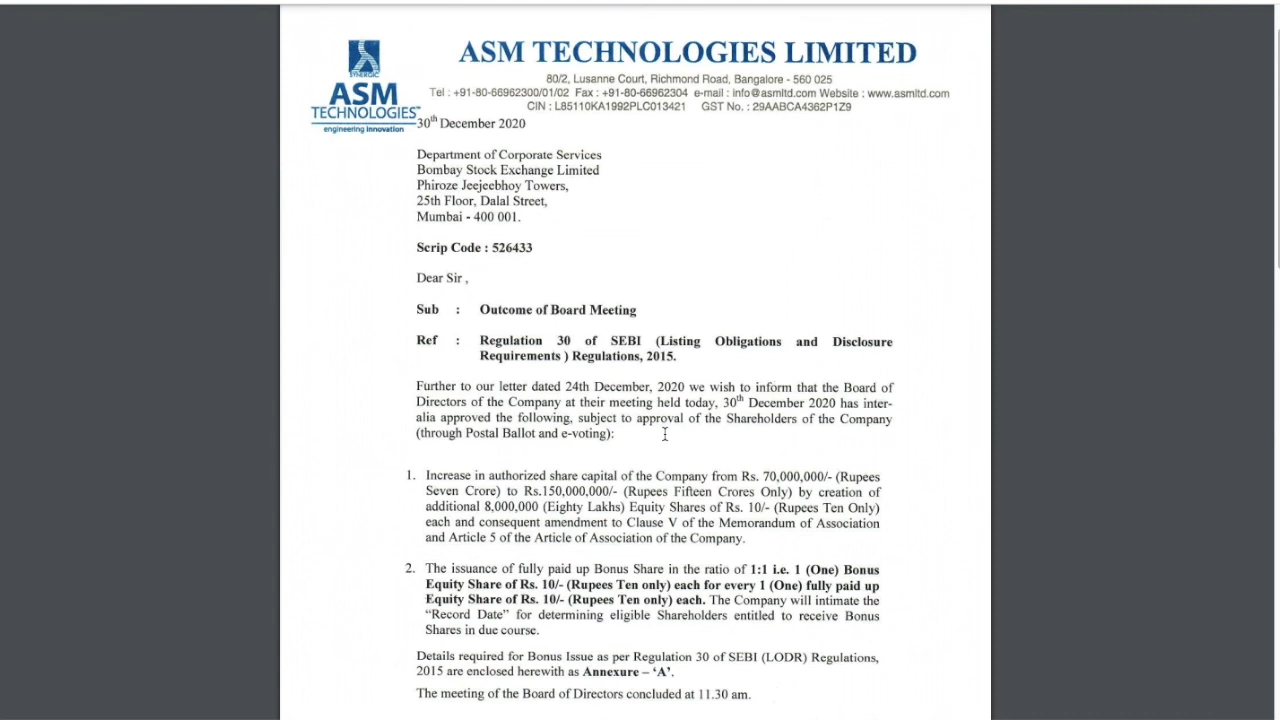 SYNERGIC
ASM
TECHNOLOGIES
engineering innovation
ASM TECHNOLOGIES LIMITED
80/2, Lusanne Court, Richmond Road, Bangalore - 560 025
Tel : +91-80-66962300/01/02 Fax : +91-80-66962304 e-mail : info@asmltd.com Website : www.asmltd.com
CIN : L85110KA1992PLC013421 GST No. : 29AABCA4362P1Z9
30th December 2020
Department of Corporate Services
Bombay Stock Exchange Limited
Phiroze Jeejeebhoy Towers,
25th Floor, Dalal Street,
Mumbai - 400 001.
Scrip Code : 526433
Dear Sir ,
Sub : Outcome of Board Meeting
Ref : Regulation 30 of SEBI (Listing Obligations and Disclosure
Requirements ) Regulations, 2015.
Further to our letter dated 24th December, 2020 we wish to inform that the Board of
Directors of the Company at their meeting held today, 30th December 2020 has inter-
alia approved the following, subject to approval of the Shareholders of the Company
(through Postal Ballot and e-voting):
1. Increase in authorized share capital of the Company from Rs. 70,000,000/- (Rupees
Seven Crore) to Rs.150,000,000/- (Rupees Fifteen Crores Only) by creation of
additional 8,000,000 (Eighty Lakhs) Equity Shares of Rs. 10/- (Rupees Ten Only)
each and consequent amendment to Clause V of the Memorandum of Association
and Article 5 of the Article of Association of the Company.
2. The issuance of fully paid up Bonus Share in the ratio of 1:1 i.e. 1 (One) Bonus
Equity Share of Rs. 10/- (Rupees Ten only) each for every 1 (One) fully paid up
Equity Share of Rs. 10/- (Rupees Ten only) each. The Company will intimate the
"Record Date" for determining eligible Shareholders entitled to receive Bonus
Shares in due course.
Details required for Bonus Issue as per Regulation 30 of SEBI (LODR) Regulations,
2015 are enclosed herewith as Annexure – 'A'.
The meeting of the Board of Directors concluded at 11.30 am.